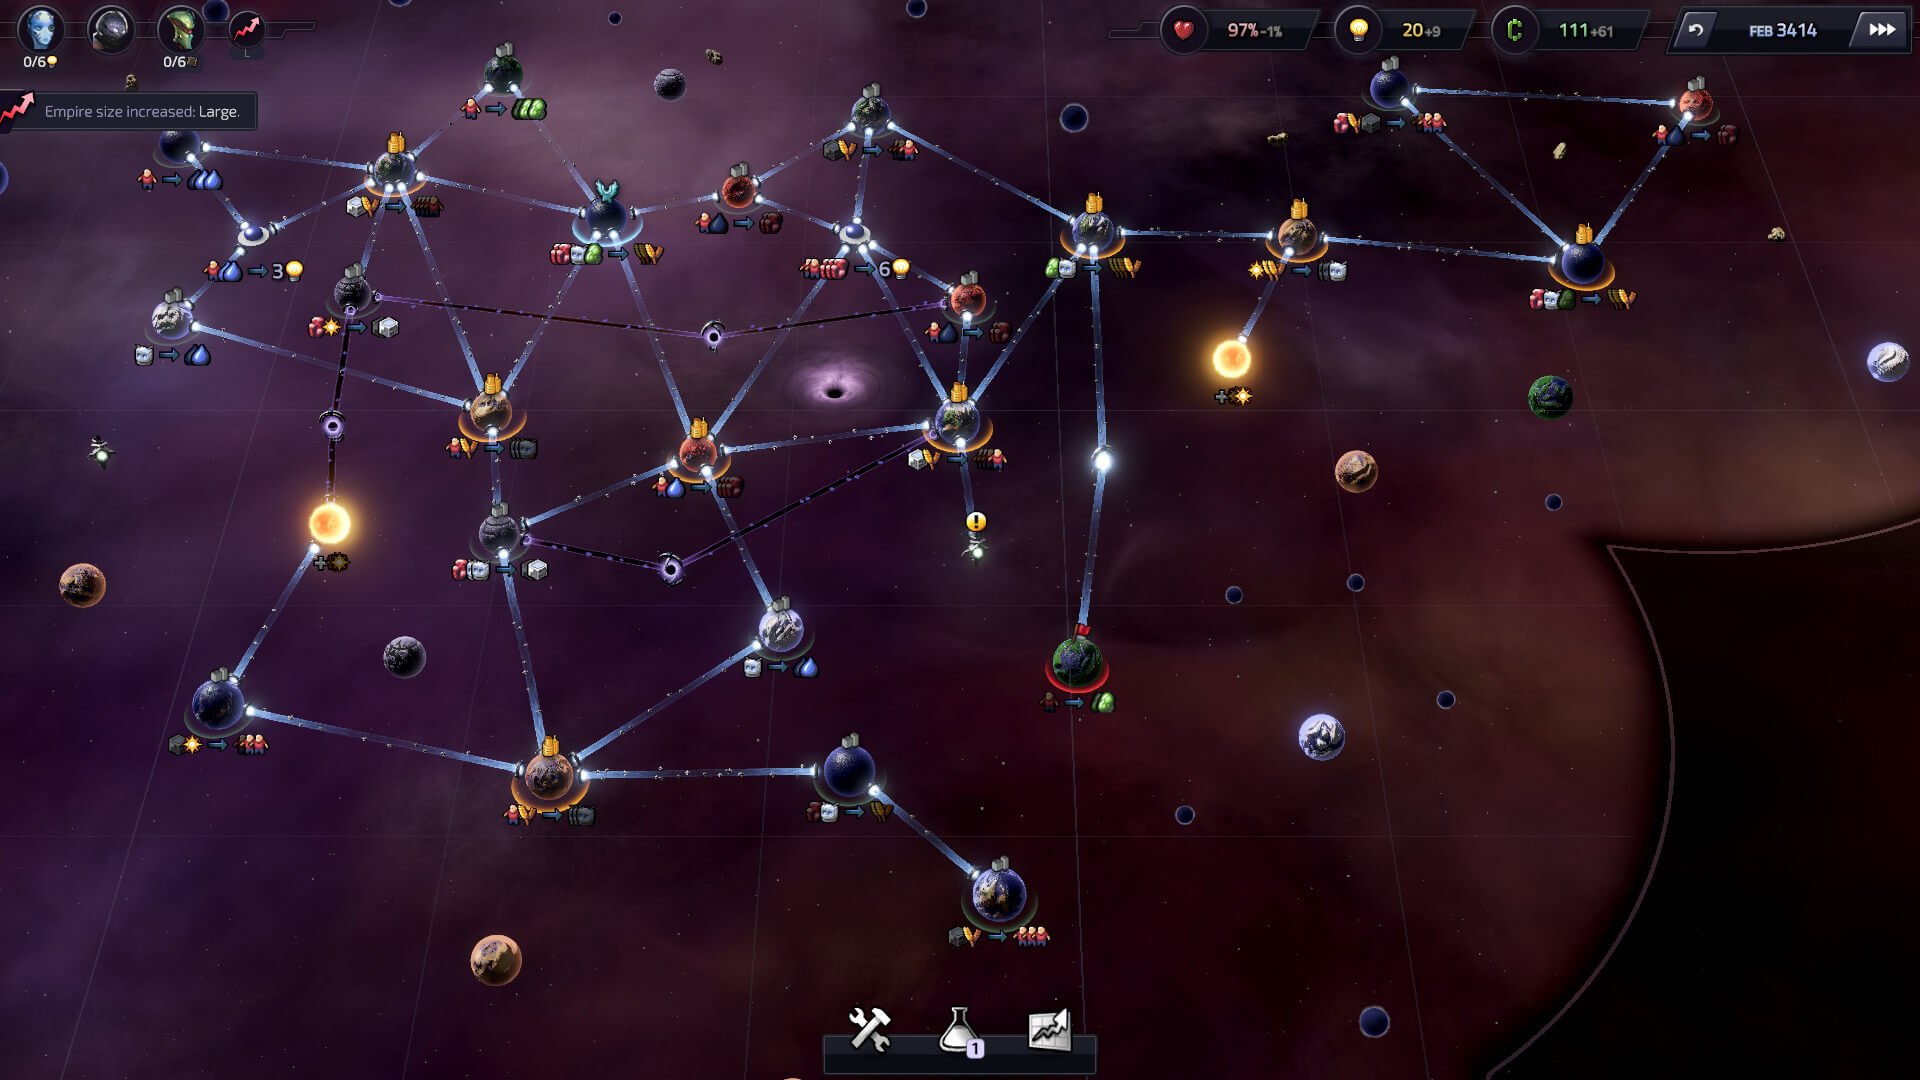 97%-1%
20+9
111+61
FEB 3414
0/6
0/6
L
Empire size increased: Large.
3
6
1